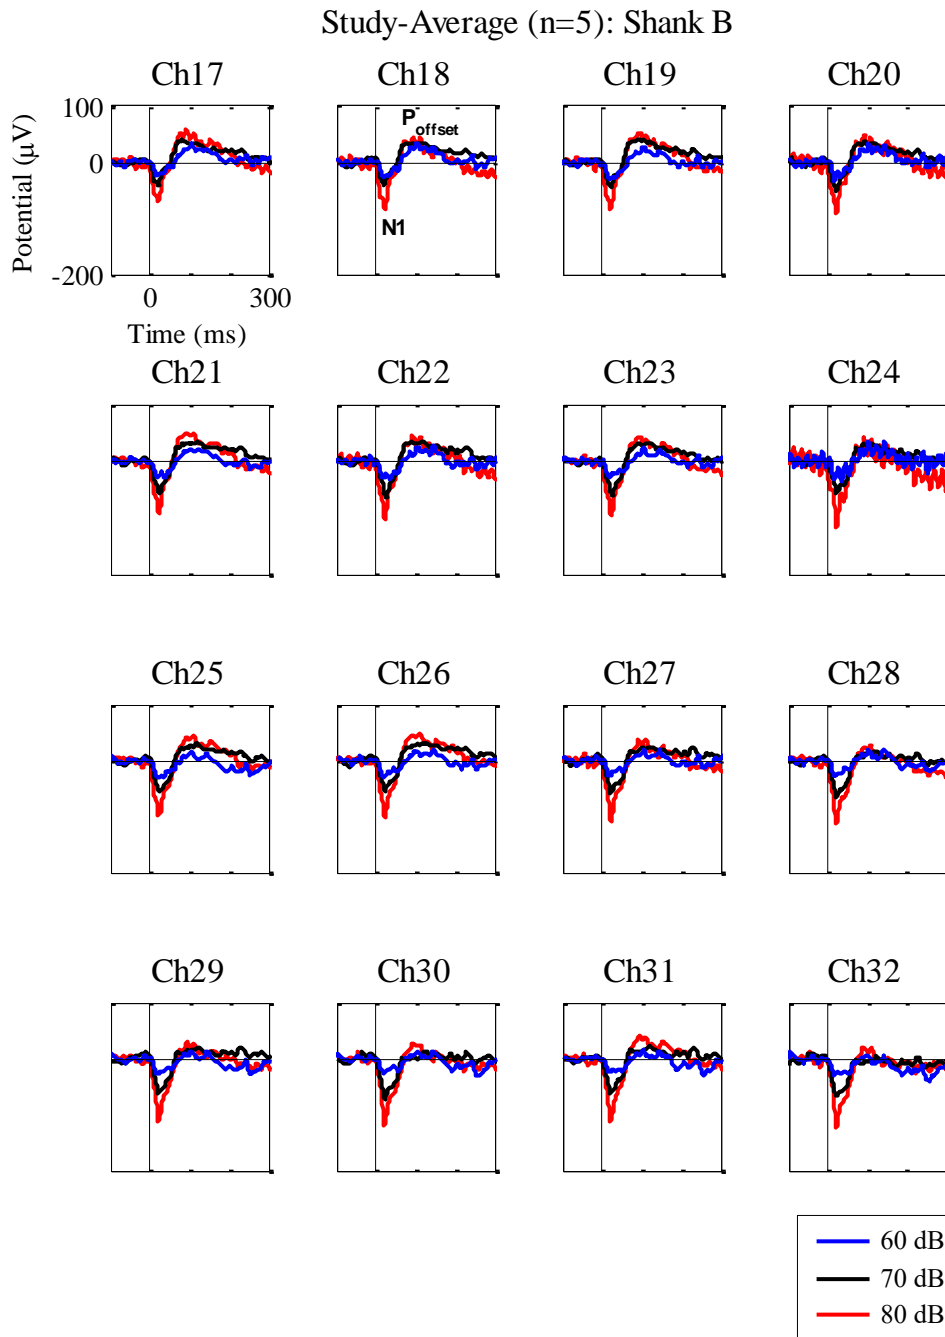 Study-Average (n=5): Shank B
Ch17 Ch18 Ch19 Ch20
100
0
-200
Potential (μV)
P offset
N1
0 300
Time (ms)
Ch21 Ch22 Ch23 Ch24
Ch25 Ch26 Ch27 Ch28
Ch29 Ch30 Ch31 Ch32
60 dB
70 dB
80 dB